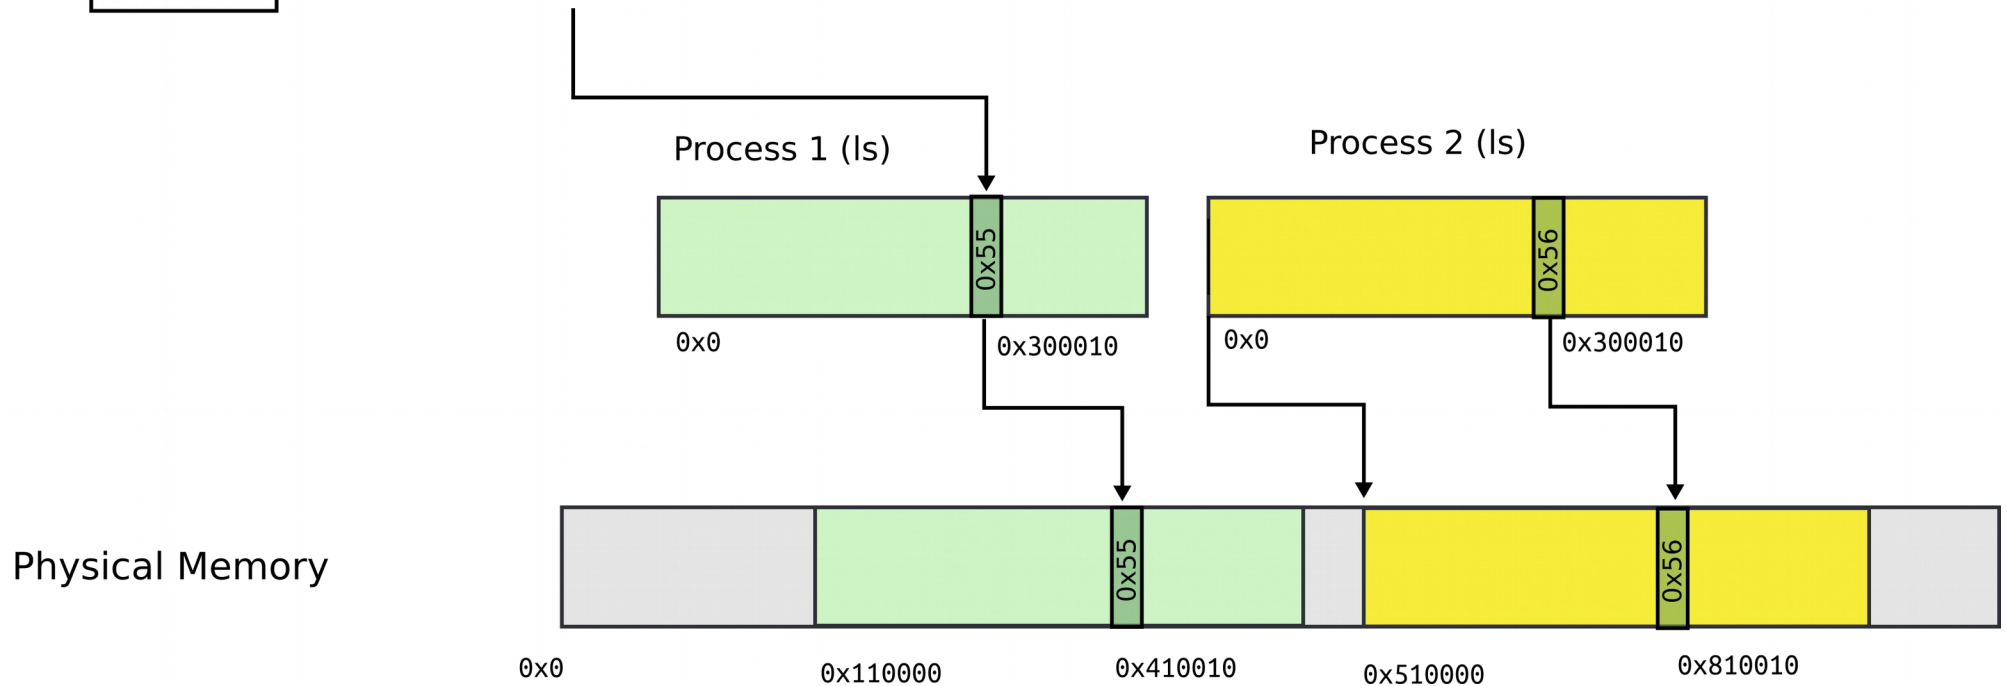 Process 1 (ls)
Process 2 (ls)
0x55
0x56
0x0
0x300010
0x0
0x300010
Physical Memory
0x55
0x56
0x0
0x110000
0x410010
0x510000
0x810010